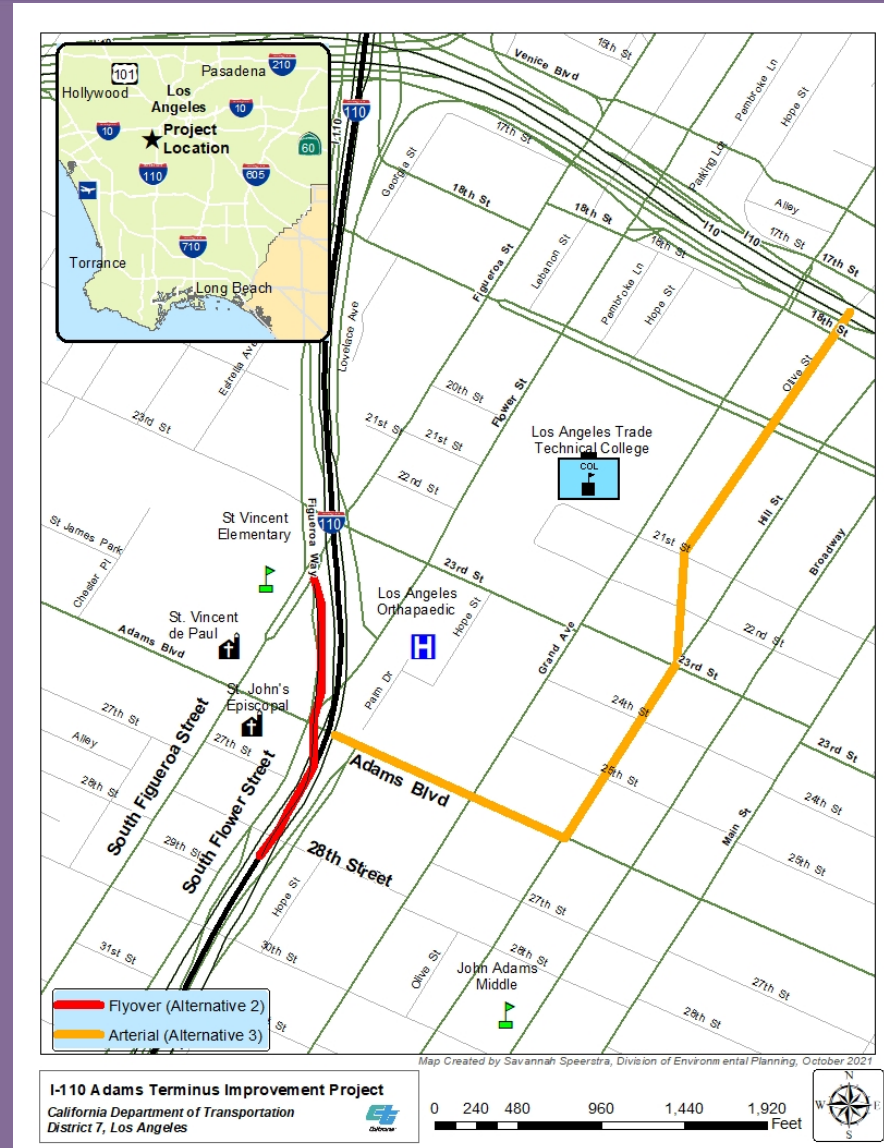 101
Pasadena
210
Hollywood
Los
Angeles
10
10
Project
Location
60
110
605
710
Torrance
Long Beach
110
I-110
Venice Blvd
15th St
Pembroke Ln
Hope St
17th St
Georgia St
Parking Lot
18th St
18th St
Alley
I10
I10
17th St
17th St
18th St
Figueroa St
Lebanon St
Pembroke Ln
Hope St
18th St
Lovelace Ave
Estrella Ave
Olive St
20th St
Flower St
23rd St
21st St
21st St
22nd St
Los Angeles Trade
Technical College
COL
St Vincent
Elementary
Figueroa Way
110
St James Park
Chester Pl
21st St
Hill St
Broadway
23rd St
Los Angeles
Orthapaedic
Hope St
St. Vincent
de Paul
Adams Blvd
H
Grand Ave
22nd St
23rd St
St. John's
Episcopal
Palm Dr
24th St
27th St
27th St
Alley
28th St
South Figueroa Street
South Flower Street
Adams Blvd
25th St
23rd St
24th St
Main St
25th St
29th St
28th Street
Hope St
27th St
31st St
30th St
Olive St
28th St
John Adams
Middle
27th St
28th St
St
Flyover (Alternative 2)
Arterial (Alternative 3)
Map Created by Savannah Speerstra, Division of Environmental Planning, October 2021
I-110 Adams Terminus Improvement Project
California Department of Transportation
District 7, Los Angeles
Caltrans
0 240 480 960 1,440 1,920
Feet
N
W E
S